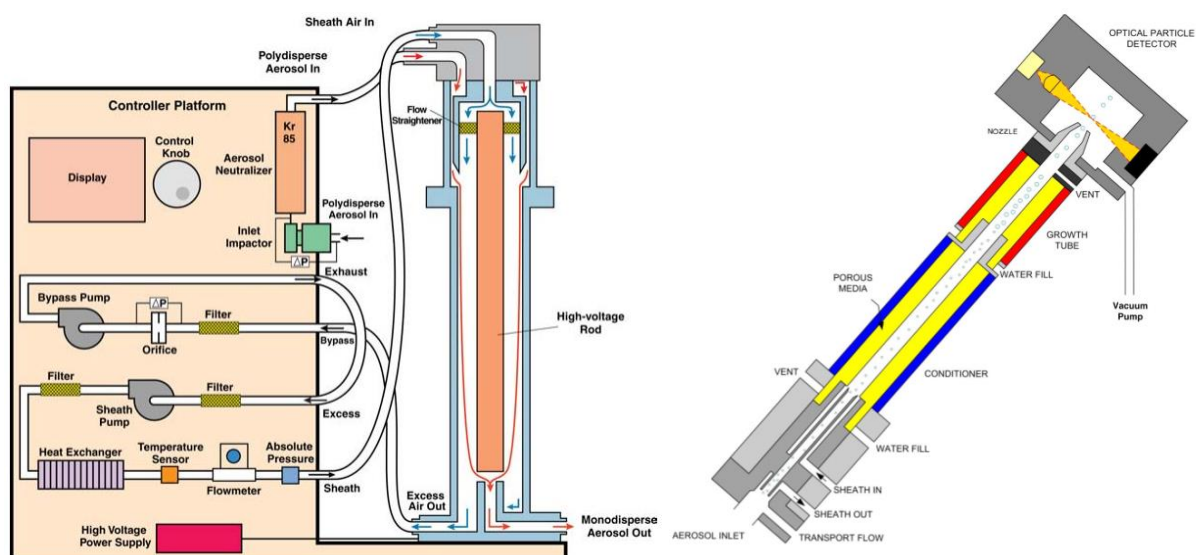 Sheath Air In
Polydisperse
Aerosol In
Controller Platform
Display
Control
Knob
Kr
85
Aerosol
Neutralizer
Flow
Straightener
Polydisperse
Aerosol In
Inlet
Impactor
ΔP
Exhaust
Bypass Pump
ΔP
Filter
Orifice
Bypass
High-voltage
Rod
Filter
Filter
Sheath
Pump
Excess
Heat Exchanger
Temperature
Sensor
Flowmeter
Absolute
Pressure
Sheath
High Voltage
Power Supply
Excess
Air Out
Monodisperse
Aerosol Out
OPTICAL PARTICLE
DETECTOR
NOZZLE
VENT
GROWTH
TUBE
WATER FILL
POROUS
MEDIA
Vacuum
Pump
VENT
CONDITIONER
WATER FILL
SHEATH IN
SHEATH OUT
AEROSOL INLET
TRANSPORT FLOW